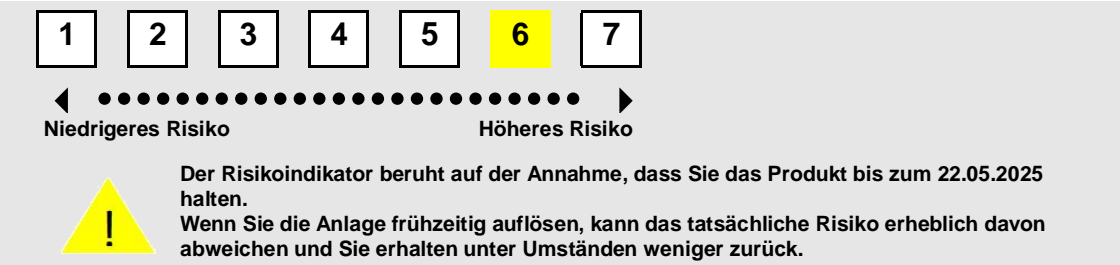 1 2 3 4 5 6 7
Niedrigeres Risiko Höheres Risiko
Der Risikoindikator beruht auf der Annahme, dass Sie das Produkt bis zum 22.05.2025
halten.
Wenn Sie die Anlage frühzeitig auflösen, kann das tatsächliche Risiko erheblich davon
abweichen und Sie erhalten unter Umständen weniger zurück.
!